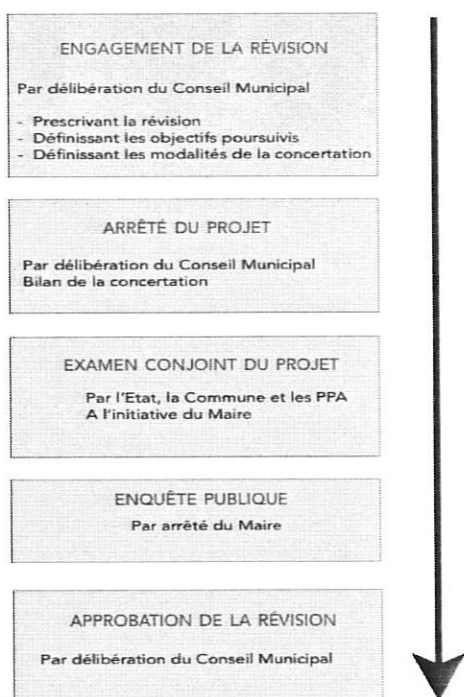 ENGAGEMENT DE LA RÉVISION
Par délibération du Conseil Municipal
- Prescrivant la révision
- Définissant les objectifs poursuivis
- Définissant les modalités de la concertation
ARRÊTÉ DU PROJET
Par délibération du Conseil Municipal
Bilan de la concertation
EXAMEN CONJOINT DU PROJET
Par l'Etat, la Commune et les PPA
A l'initiative du Maire
ENQUÊTE PUBLIQUE
Par arrêté du Maire
APPROBATION DE LA RÉVISION
Par délibération du Conseil Municipal